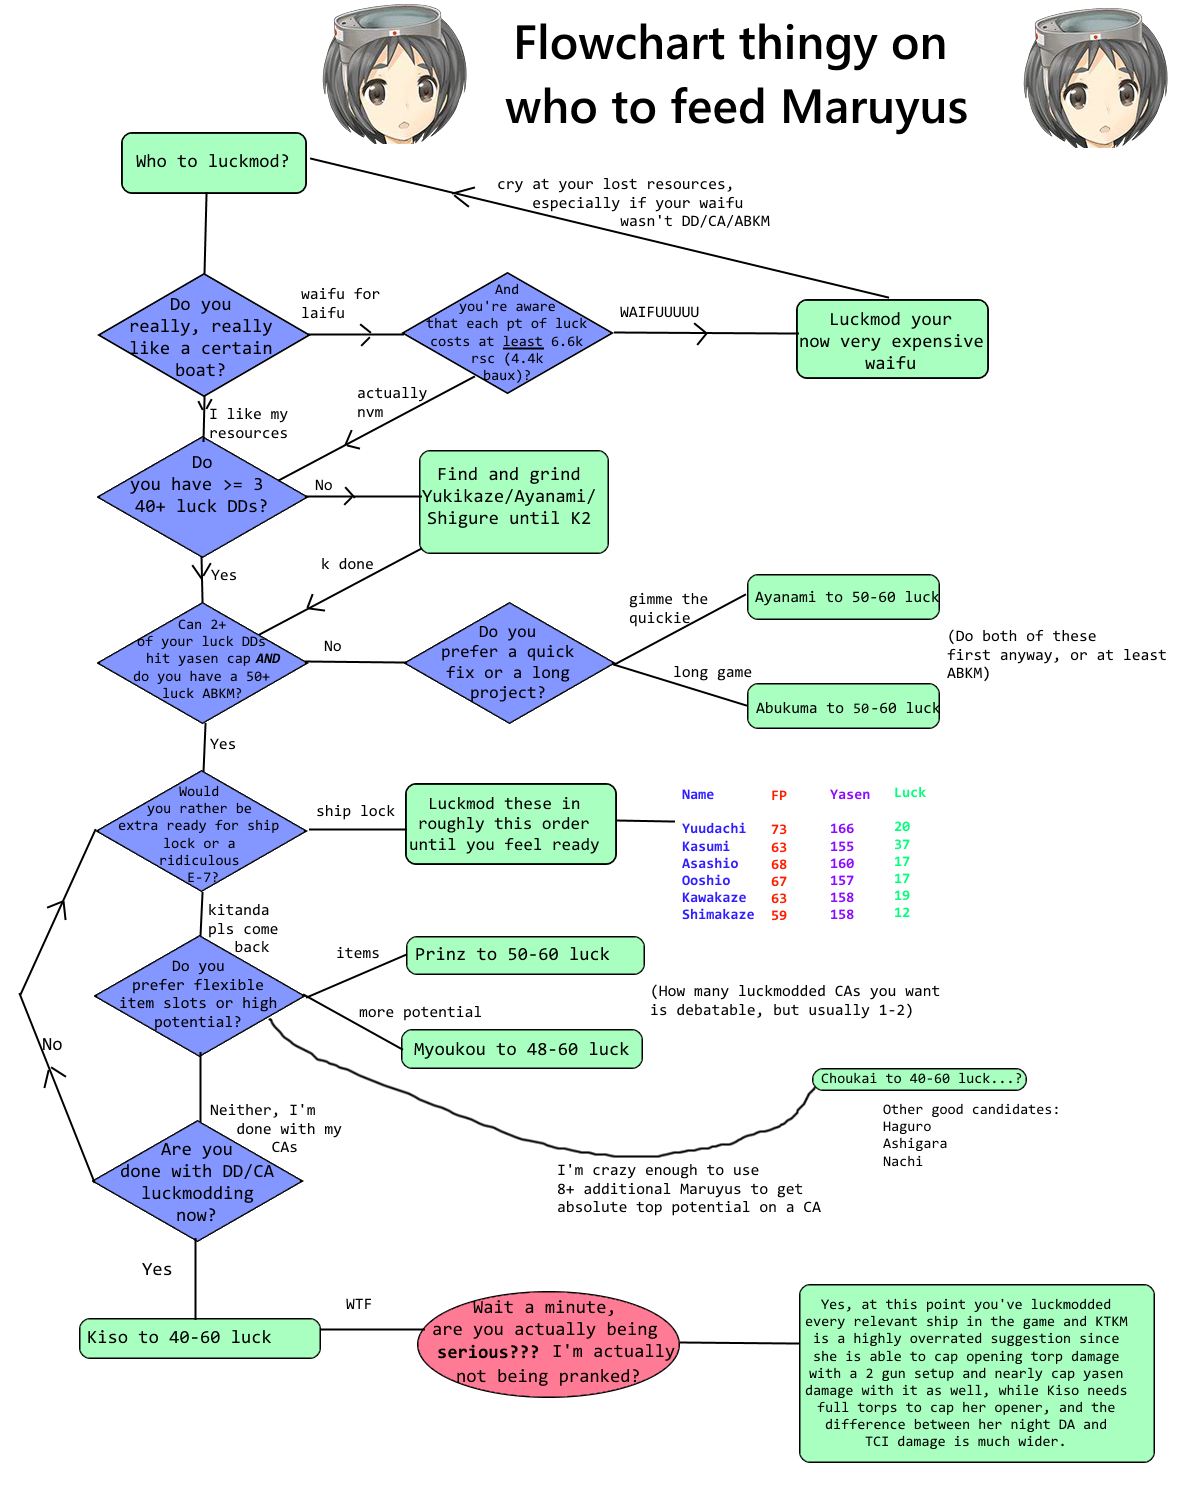 Flowchart thingy on
who to feed Maruyus
Who to luckmod?
cry at your lost resources,
especially if your waifu
wasn't DD/CA/ABKM
Do you
really, really
like a certain
boat?
waifu for
laifu
And
you're aware
that each pt of luck
costs at least 6.6k
rsc (4.4k
baux)?
WAIFUUUUU
Luckmod your
now very expensive
waifu
actually
nvm
I like my
resources
Do
you have >= 3
40+ luck DDs?
No
Find and grind
Yukikaze/Ayanami/
Shigure until K2
k done
Yes
Can 2+
of your luck DDs
hit yasen cap AND
do you have a 50+
luck ABKM?
No
Do you
prefer a quick
fix or a long
project?
gimme the
quickie
Ayanami to 50-60 luck
long game
Abukuma to 50-60 luck
(Do both of these
first anyway, or at least
ABKM)
Yes
Would
you rather be
extra ready for ship
lock or a
ridiculous
E-7?
ship lock
Luckmod these in
roughly this order
until you feel ready
Name FP Yasen Luck
Yuudachi 73 166 20
Kasumi 63 155 37
Asashio 68 160 17
Ooshio 67 157 17
Kawakaze 63 158 19
Shimakaze 59 158 12
kitanda
pls come
back
Do you
prefer flexible
item slots or high
potential?
items
Prinz to 50-60 luck
more potential
Myoukou to 48-60 luck
(How many luckmodded CAs you want
is debatable, but usually 1-2)
No
Choukai to 40-60 luck...?
Other good candidates:
Haguro
Ashigara
Nachi
I'm crazy enough to use
8+ additional Maruyus to get
absolute top potential on a CA
Neither, I'm
done with my
CAs
Are you
done with DD/CA
luckmodding
now?
Yes
Kiso to 40-60 luck
WTF
Wait a minute,
are you actually being
serious??? I'm actually
not being pranked?
Yes, at this point you've luckmodded
every relevant ship in the game and KTKM
is a highly overrated suggestion since
she is able to cap opening torp damage
with a 2 gun setup and nearly cap yasen
damage with it as well, while Kiso needs
full torps to cap her opener, and the
difference between her night DA and
TCI damage is much wider.